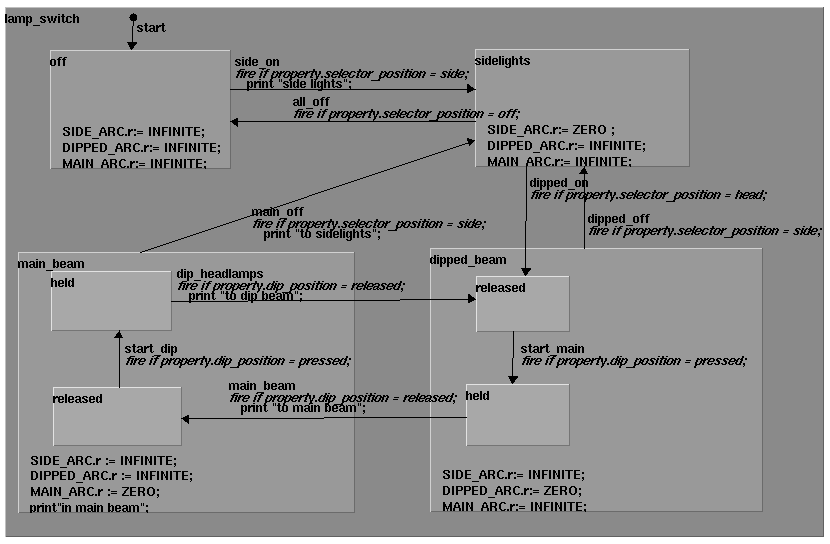 lamp_switch
start
off
side_on
fire if property.selector_position = side;
print "side lights";
sidelights
all_off
fire if property.selector_position = off;
SIDE_ARC.r:= INFINITE;
DIPPED_ARC.r:= INFINITE;
MAIN_ARC.r:= INFINITE;
SIDE_ARC.r:= ZERO ;
DIPPED_ARC.r:= INFINITE;
MAIN_ARC.r:= INFINITE;
dipped_on
fire if property.selector_position = head;
main_off
fire if property.selector_position = side;
print "to sidelights";
dipped_off
fire if property.selector_position = side;
main_beam
held
dip_headlamps
fire if property.dip_position = released;
print "to dip beam";
dipped_beam
released
start_dip
fire if property.dip_position = pressed;
start_main
fire if property.dip_position = pressed;
released
main_beam
fire if property.dip_position = released;
print "to main beam";
held
SIDE_ARC.r := INFINITE;
DIPPED_ARC.r := INFINITE;
MAIN_ARC.r := ZERO;
print"in main beam";
SIDE_ARC.r:= INFINITE;
DIPPED_ARC.r:= ZERO;
MAIN_ARC.r:= INFINITE;